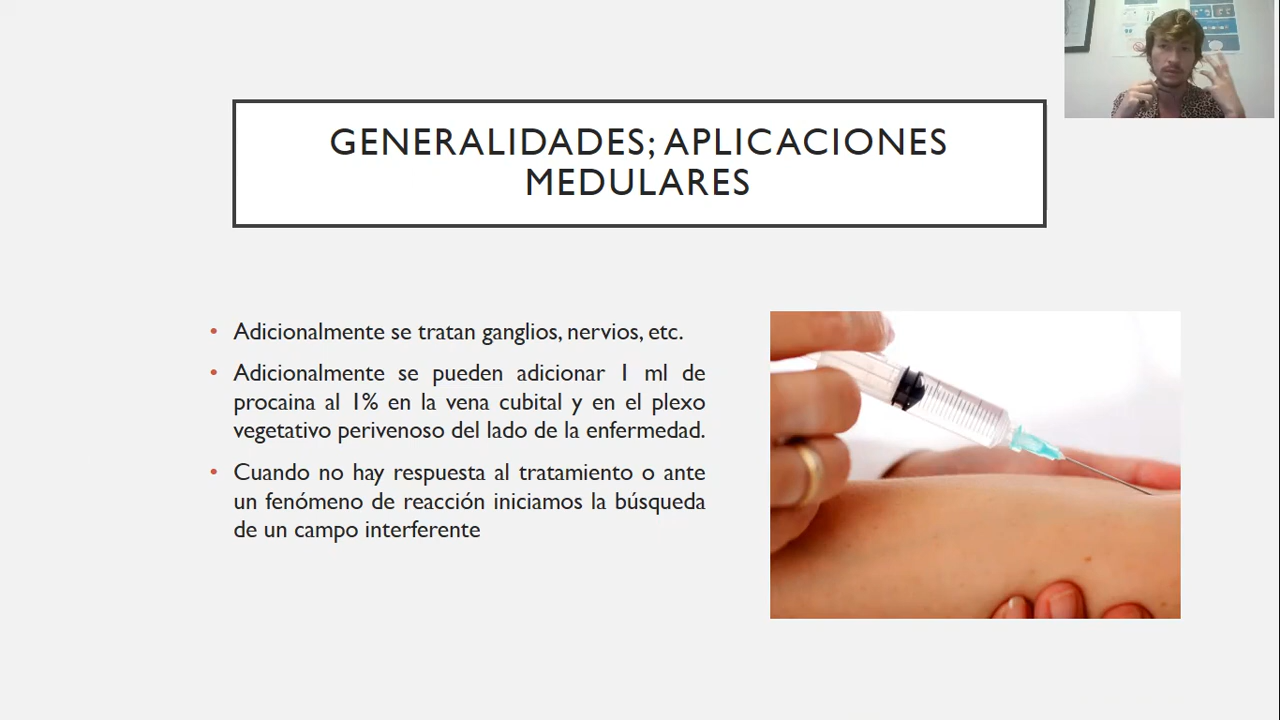 GENERALIDADES; APLICACIONES
MEDULARES
• Adicionalmente se tratan ganglios, nervios, etc.
• Adicionalmente se pueden adicionar 1 ml de
procaina al 1% en la vena cubital y en el plexo
vegetativo perivenoso del lado de la enfermedad.
• Cuando no hay respuesta al tratamiento o ante
un fenómeno de reacción iniciamos la búsqueda
de un campo interferente